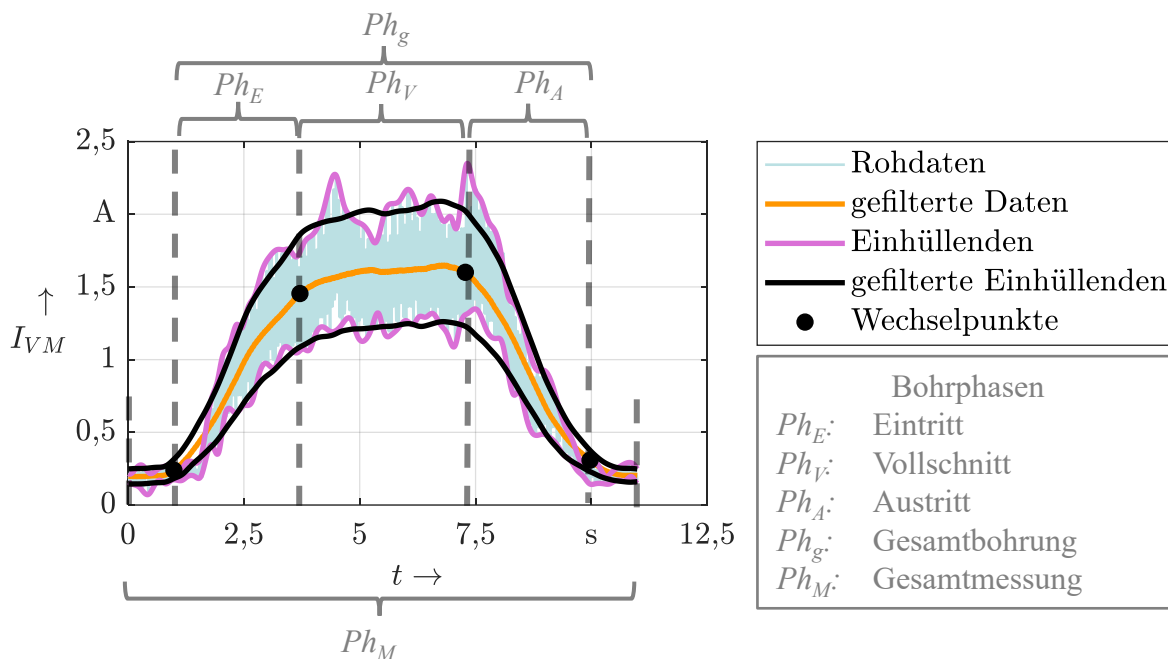 Ph_g
Ph_E Ph_V Ph_A
2,5
A
1,5
1
0,5
0
↑
I_VM
0 2,5 5 7,5 s 12,5
t →
Ph_M
Rohdaten
gefilterte Daten
Einhüllenden
gefilterte Einhüllenden
Wechselpunkte
Bohrphasen
Ph_E: Eintritt
Ph_V: Vollschnitt
Ph_A: Austritt
Ph_g: Gesamtbohrung
Ph_M: Gesamtmessung